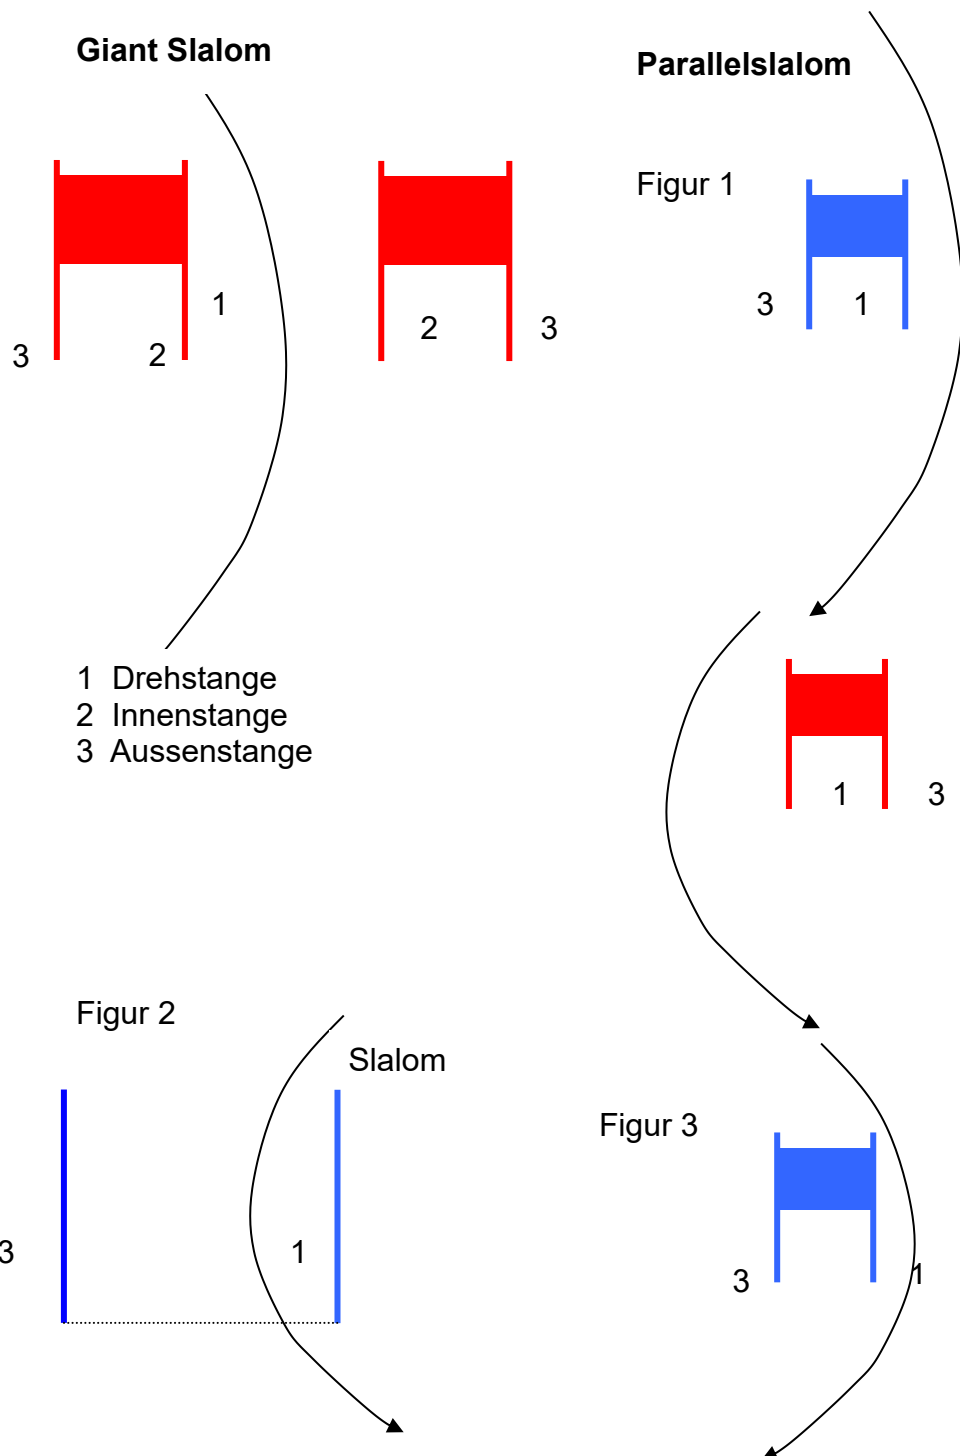 Giant Slalom
Parallelslalom
Figur 1
1
3 2
2 3
3 1
1 Drehstange
2 Innenstange
3 Aussenstange
1 3
Figur 2
Slalom
Figur 3
3 1
3 1